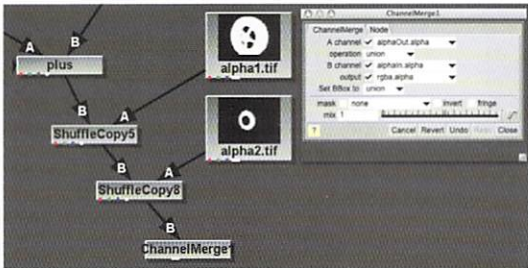 A
B
plus
B
A
alpha1.tif
ShuffleCopy5
B
A
alpha2.tif
ShuffleCopy8
B
ChannelMerge1
ChannelMerge1
ChannelMerge Node
A channel alphaOut.alpha
operation union
B channel alphaIn.alpha
output rgba.alpha
Set BBox to union
mask none invert fringe
mix 1
? Cancel Revert Undo Redo Close